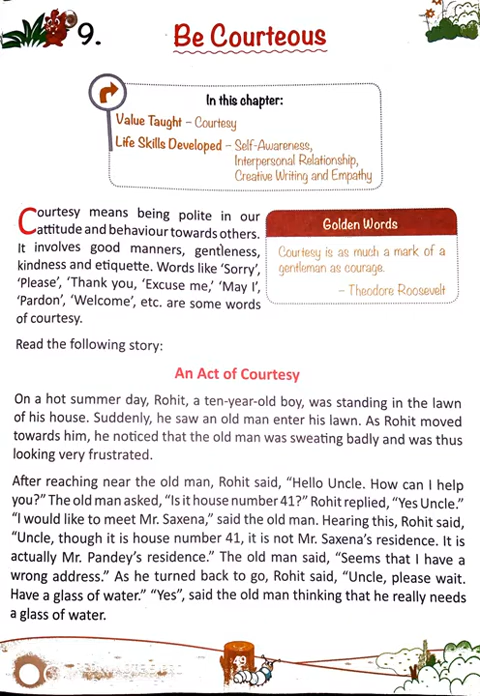 9.
Be Courteous
In this chapter:
Value Taught – Courtesy
Life Skills Developed – Self-Awareness,
Interpersonal Relationship,
Creative Writing and Empathy
Courtesy means being polite in our
attitude and behaviour towards others.
It involves good manners, gentleness,
kindness and etiquette. Words like ‘Sorry’,
‘Please’, ‘Thank you, ‘Excuse me,’ ‘May I’,
‘Pardon’, ‘Welcome’, etc. are some words
of courtesy.
Golden Words
Courtesy is as much a mark of a
gentleman as courage.
– Theodore Roosevelt
Read the following story:
An Act of Courtesy
On a hot summer day, Rohit, a ten-year-old boy, was standing in the lawn
of his house. Suddenly, he saw an old man enter his lawn. As Rohit moved
towards him, he noticed that the old man was sweating badly and was thus
looking very frustrated.
After reaching near the old man, Rohit said, “Hello Uncle. How can I help
you?” The old man asked, “Is it house number 41?” Rohit replied, “Yes Uncle.”
“I would like to meet Mr. Saxena,” said the old man. Hearing this, Rohit said,
“Uncle, though it is house number 41, it is not Mr. Saxena’s residence. It is
actually Mr. Pandey’s residence.” The old man said, “Seems that I have a
wrong address.” As he turned back to go, Rohit said, “Uncle, please wait.
Have a glass of water.” “Yes”, said the old man thinking that he really needs
a glass of water.